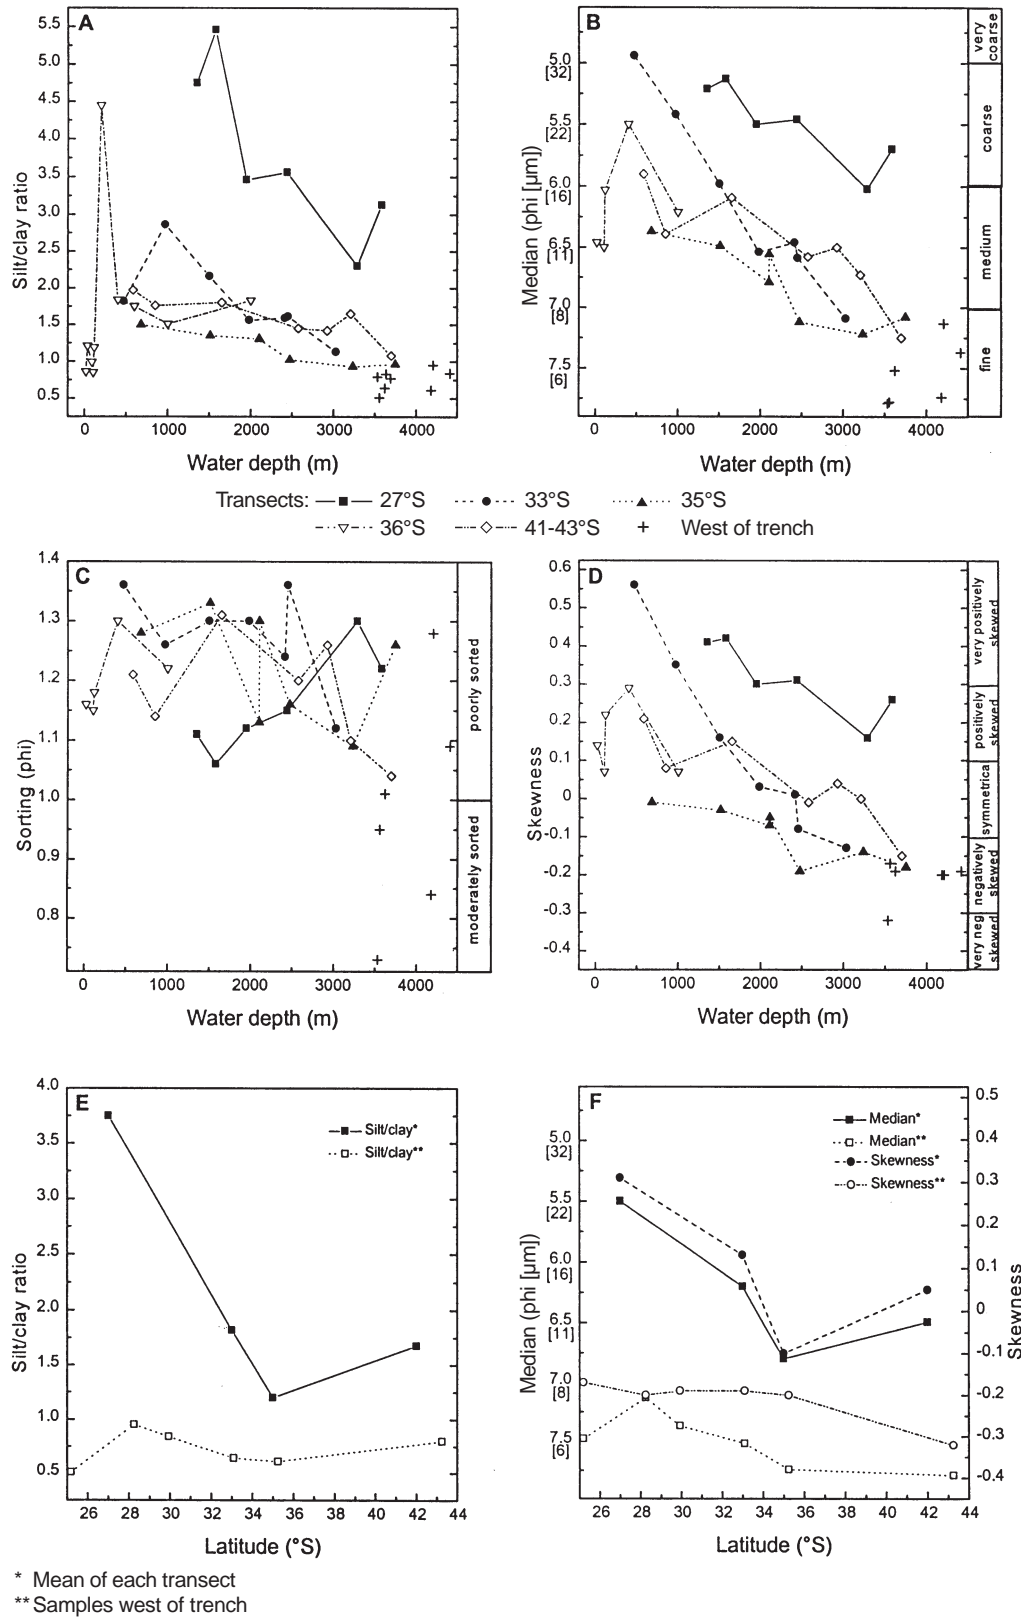 A
5.5
5.0
4.5
4.0
3.5
3.0
2.5
2.0
1.5
1.0
0.5
Silt/clay ratio
0 1000 2000 3000 4000
Water depth (m)
B
5.0
[32]
5.5
[22]
6.0
[16]
6.5
[11]
7.0
[8]
7.5
[6]
Median (phi [µm])
0 1000 2000 3000 4000
Water depth (m)
very
coarse
coarse
medium
fine
Transects: 27°S 33°S 35°S
36°S 41-43°S West of trench
C
1.4
1.3
1.2
1.1
1.0
0.9
0.8
Sorting (phi)
0 1000 2000 3000 4000
Water depth (m)
poorly sorted
moderately sorted
D
0.6
0.5
0.4
0.3
0.2
0.1
0
-0.1
-0.2
-0.3
-0.4
Skewness
0 1000 2000 3000 4000
Water depth (m)
very positively
skewed
positively
skewed
symmetrical
negatively
skewed
very neg.
skewed
E
4.0
3.5
3.0
2.5
2.0
1.5
1.0
0.5
Silt/clay ratio
Silt/clay*
Silt/clay**
26 28 30 32 34 36 38 40 42 44
Latitude (°S)
F
5.0
[32]
5.5
[22]
6.0
[16]
6.5
[11]
7.0
[8]
7.5
[6]
Median (phi [µm])
Median*
Median**
Skewness*
Skewness**
0.5
0.4
0.3
0.2
0.1
0
-0.1
-0.2
-0.3
-0.4
Skewness
26 28 30 32 34 36 38 40 42 44
Latitude (°S)
* Mean of each transect
** Samples west of trench